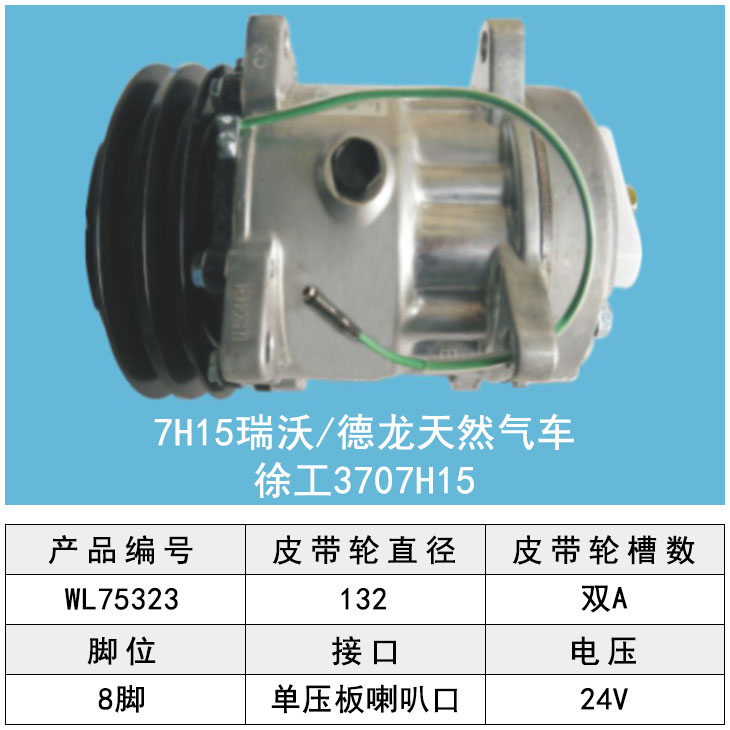 CX
7H15瑞沃/德龙天然气车
徐工3707H15
产品编号 皮带轮直径 皮带轮槽数
WL75323 132 双A
脚位 接口 电压
8脚 单压板喇叭口 24V